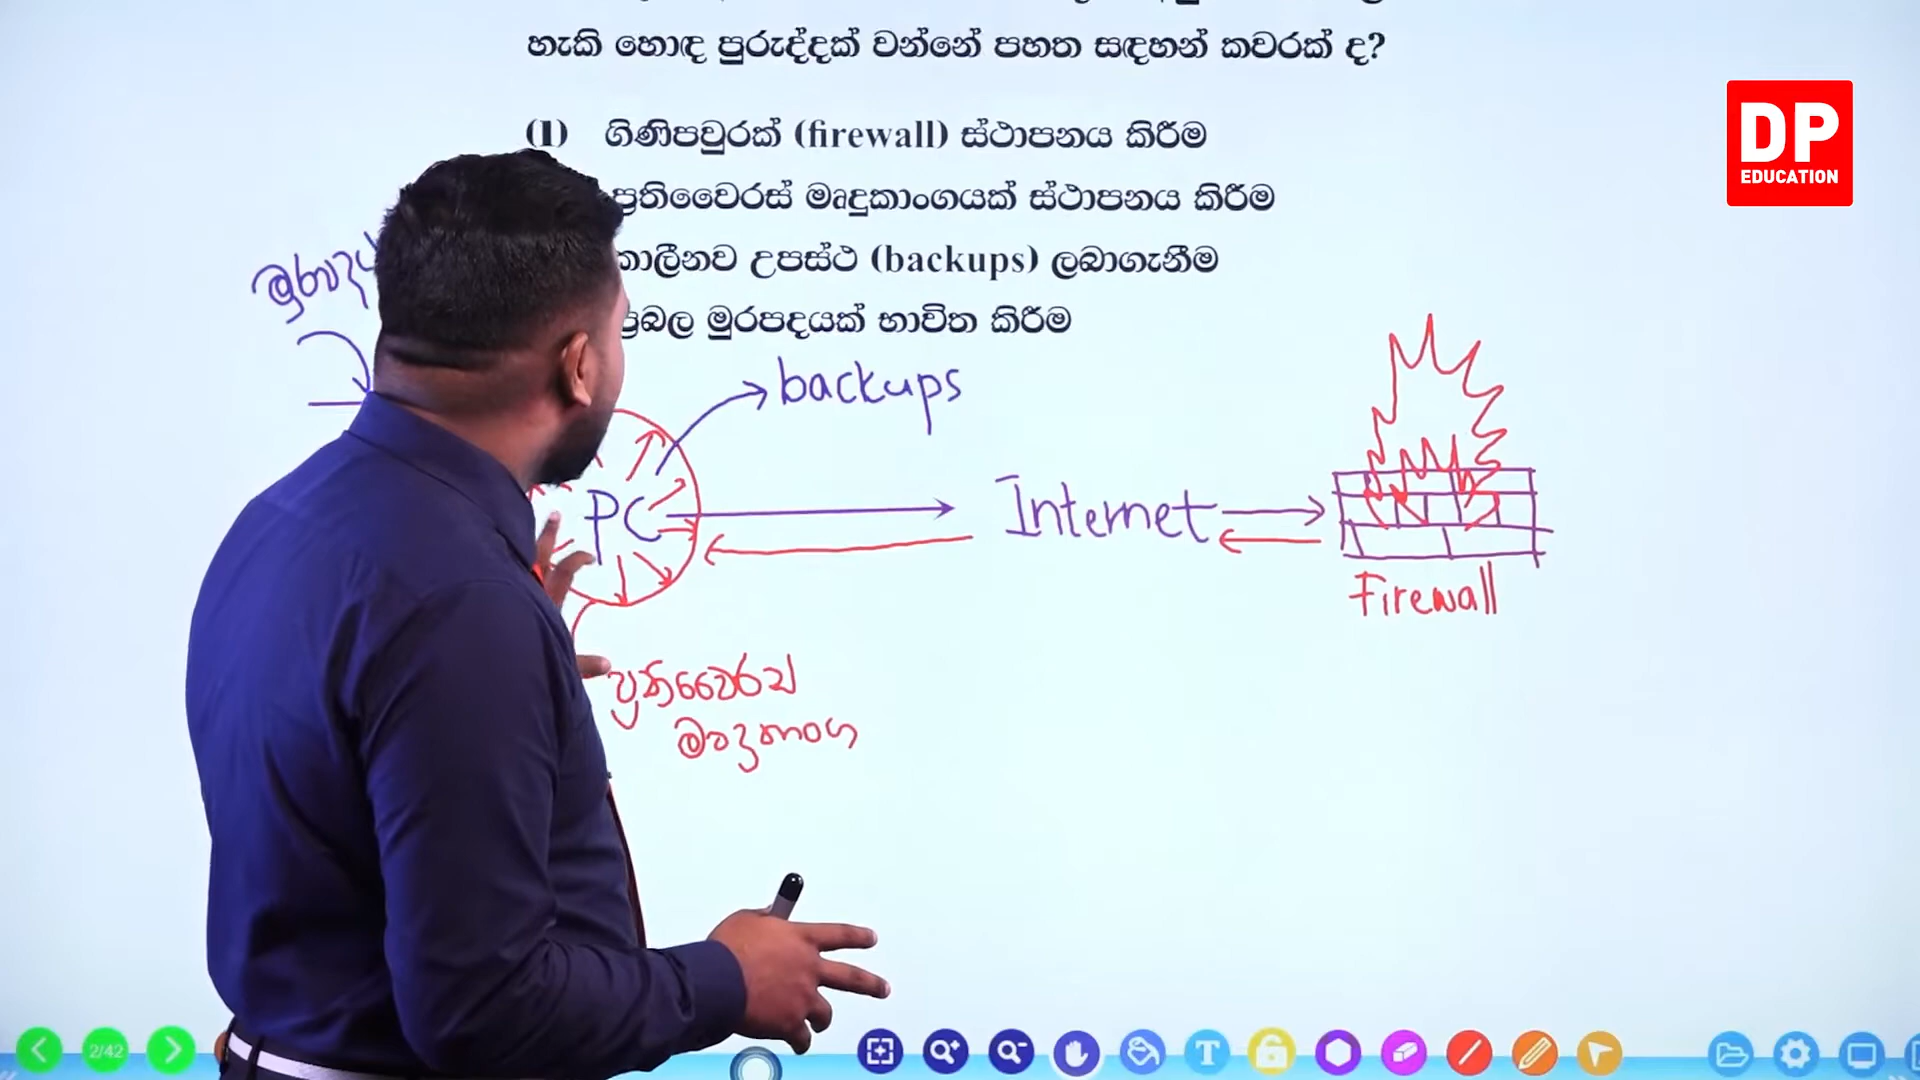 හැකි හොඳ පුරුද්දක් වන්නේ පහත සඳහන් කවරක් ද?
(1) ගිණිපවුරක් (firewall) ස්ථාපනය කිරීම
ප්‍රතිවෛරස් මෘදුකාංගයක් ස්ථාපනය කිරීම
කාලීනව උපස්ථ (backups) ලබාගැනීම
ප්‍රබල මුරපදයක් භාවිත කිරීම
DP
EDUCATION
backups
PC
Internet
Firewall
ප්‍රතිවෛරස්
මෘදුකාංග
2/42
T